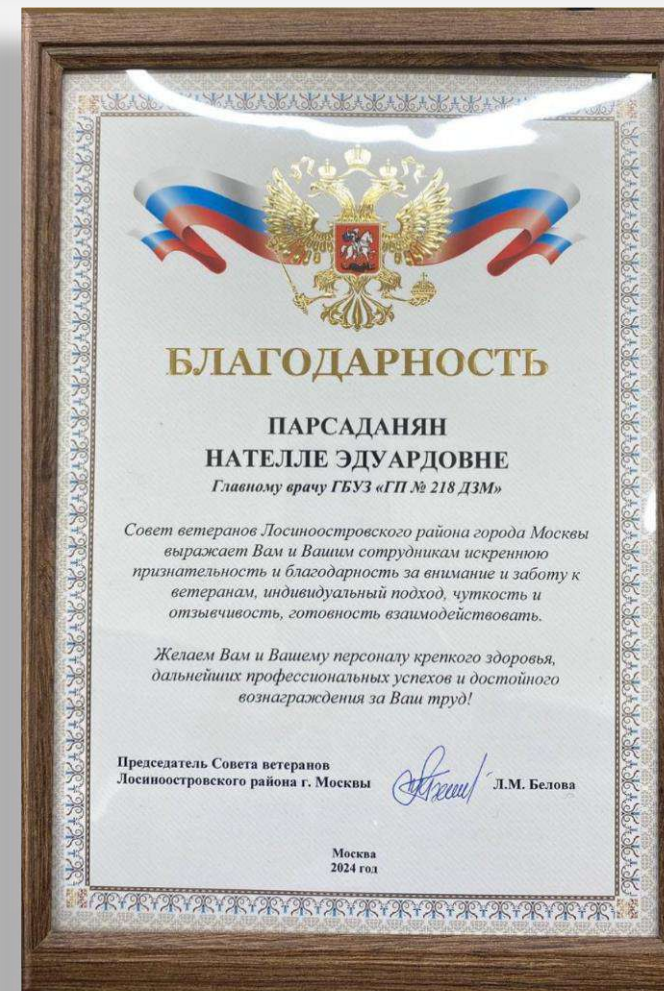 БЛАГОДАРНОСТЬ
ПАРСАДАНЯН
НАТЕЛЛЕ ЭДУАРДОВНЕ
Главному врачу ГБУЗ «ГП № 218 ДЗМ»
Совет ветеранов Лосиноостровского района города Москвы
выражает Вам и Вашим сотрудникам искреннюю
признательность и благодарность за внимание и заботу к
ветеранам, индивидуальный подход, чуткость и
отзывчивость, готовность взаимодействовать.
Желаем Вам и Вашему персоналу крепкого здоровья,
дальнейших профессиональных успехов и достойного
вознаграждения за Ваш труд!
Председатель Совета ветеранов
Лосиноостровского района г. Москвы Л.М. Белова
Москва
2024 год